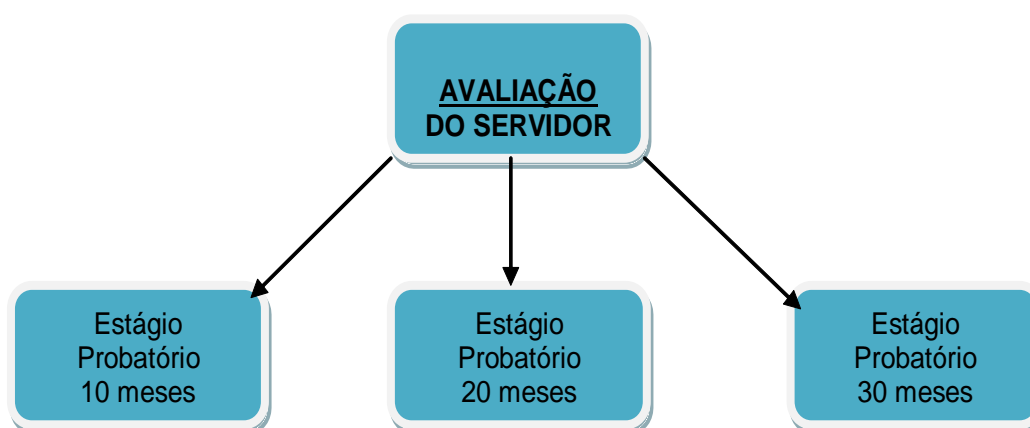 AVALIAÇÃO
DO SERVIDOR
Estágio
Probatório
10 meses
Estágio
Probatório
20 meses
Estágio
Probatório
30 meses